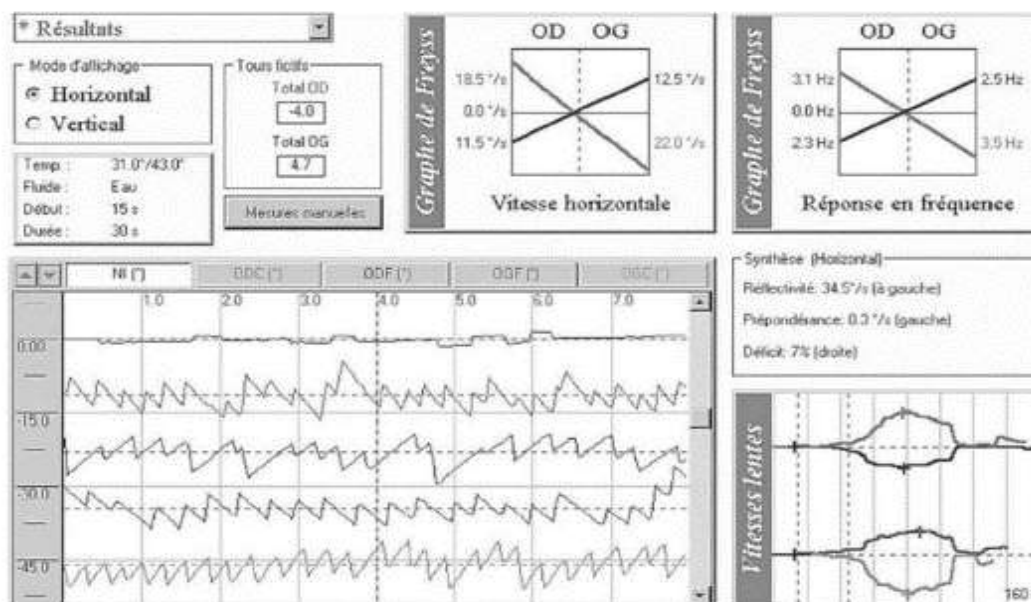 * Résultats
Mode d'affichage
Horizontal
Vertical
Tours fictifs
Total OD
-4.0
Total OG
4.7
Temp : 31.0°/43.0°
Fluide : Eau
Début : 15 s
Durée : 30 s
Mesures manuelles
Graphe de Freyss
OD OG
18.5 °/s
0.0 °/s
11.5 °/s
12.5 °/s
22.0 °/s
Vitesse horizontale
Graphe de Freyss
OD OG
3.1 Hz
0.0 Hz
2.3 Hz
2.5 Hz
3.5 Hz
Réponse en fréquence
NI (°) ODC (°) ODF (°) OGF (°) OGC (°)
1.0 2.0 3.0 4.0 5.0 6.0 7.0
0.00
-15.0
-30.0
-45.0
Synthèse (Horizontal)
Réflectivité: 34.5°/s (à gauche)
Prépondérance: 0.3 °/s (gauche)
Déficit: 7% (droite)
Vitesses lentes
160